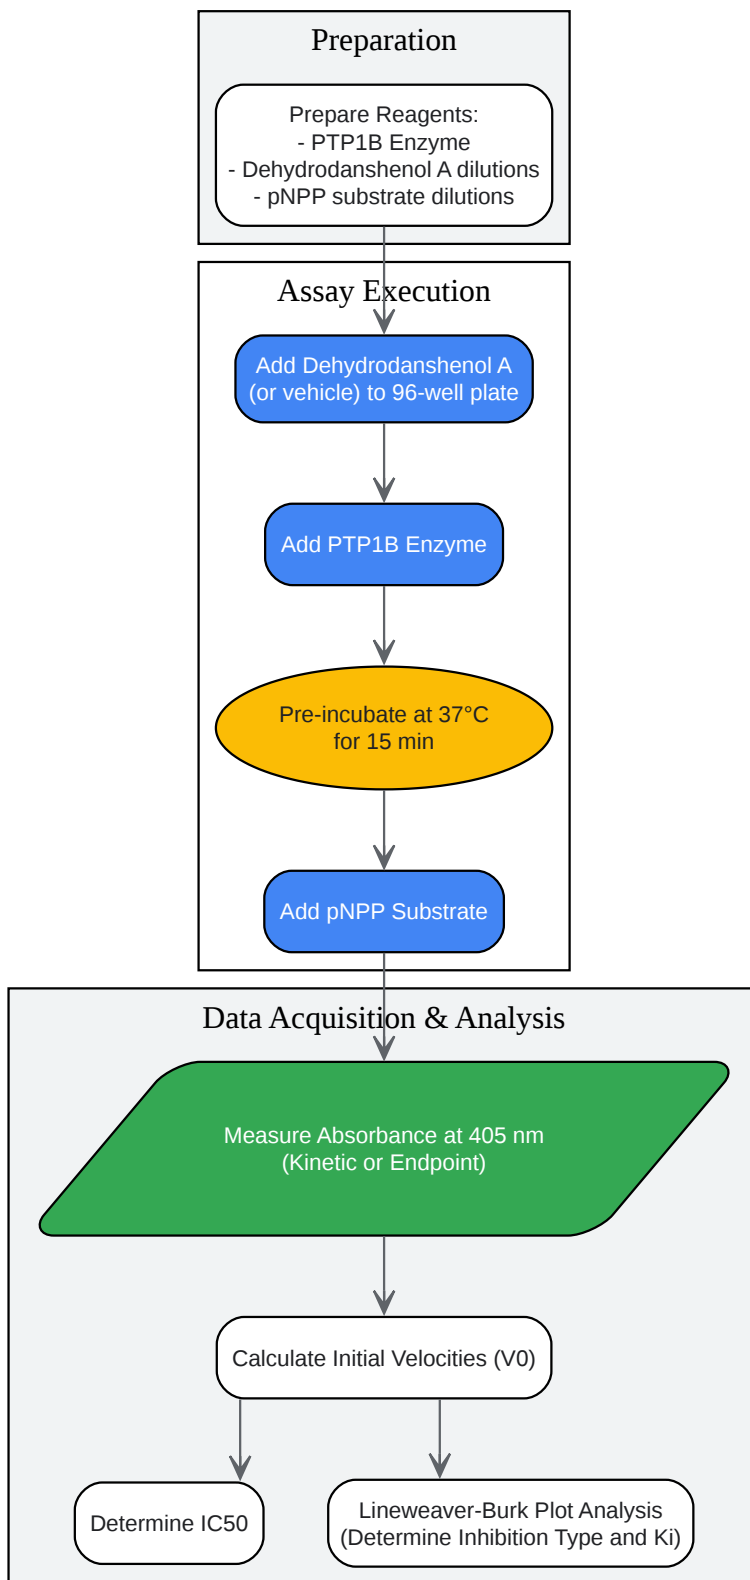 Preparation
Prepare Reagents:
- PTP1B Enzyme
- Dehydrodanshenol A dilutions
- pNPP substrate dilutions
Assay Execution
Add Dehydrodanshenol A
(or vehicle) to 96-well plate
Add PTP1B Enzyme
Pre-incubate at 37°C
for 15 min
Add pNPP Substrate
Data Acquisition & Analysis
Measure Absorbance at 405 nm
(Kinetic or Endpoint)
Calculate Initial Velocities (V0)
Determine IC50
Lineweaver-Burk Plot Analysis
(Determine Inhibition Type and Ki)